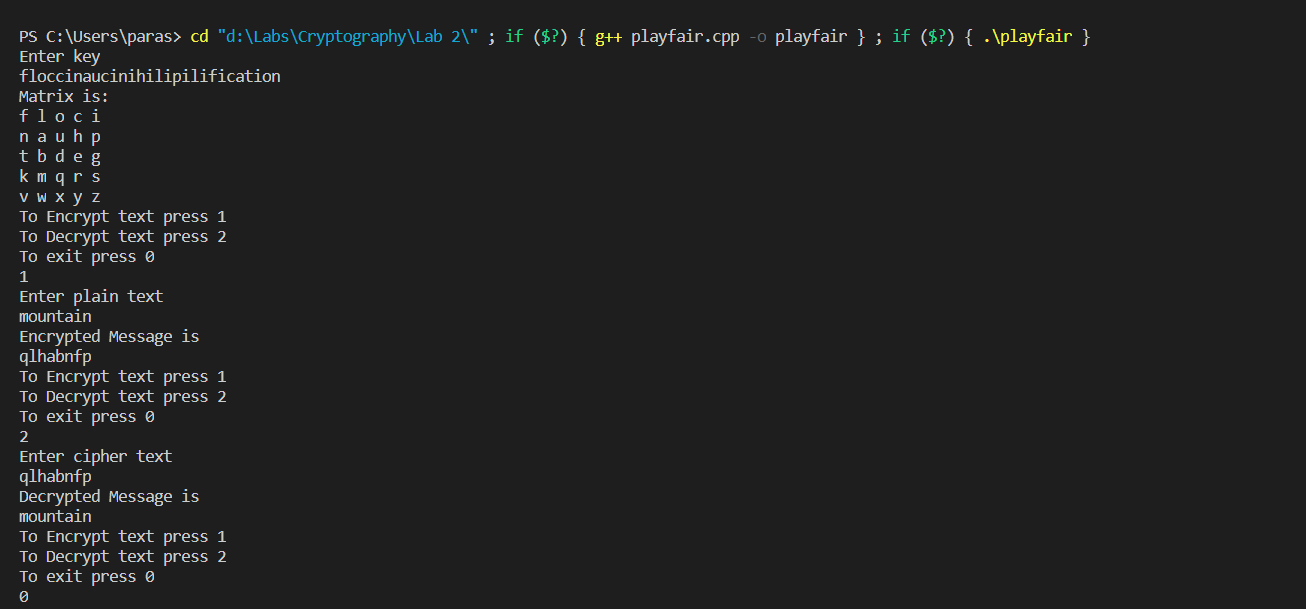 PS C:\Users\paras> cd "d:\Labs\Cryptography\Lab 2\" ; if ($?) { g++ playfair.cpp -o playfair } ; if ($?) { .\playfair }
Enter key
floccinaucinihilipilification
Matrix is:
f l o c i
n a u h p
t b d e g
k m q r s
v w x y z
To Encrypt text press 1
To Decrypt text press 2
To exit press 0
1
Enter plain text
mountain
Encrypted Message is
qlhabnfp
To Encrypt text press 1
To Decrypt text press 2
To exit press 0
2
Enter cipher text
qlhabnfp
Decrypted Message is
mountain
To Encrypt text press 1
To Decrypt text press 2
To exit press 0
0